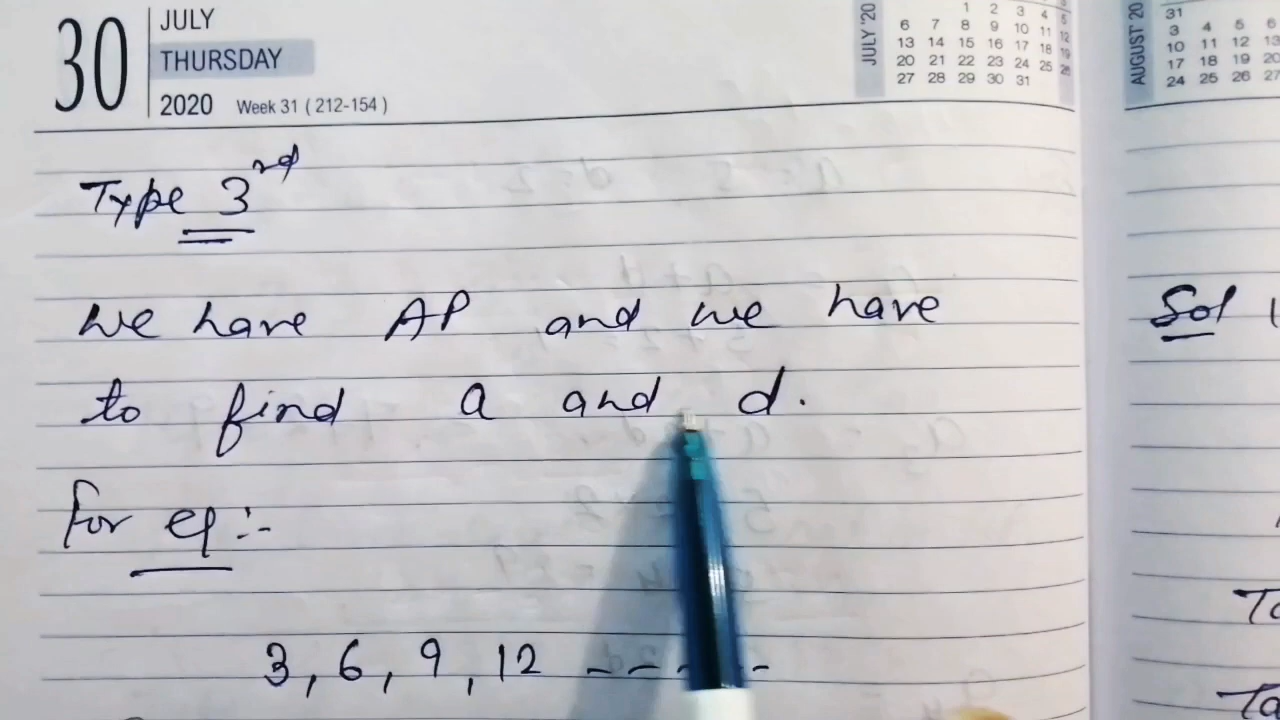 30
JULY
THURSDAY
2020 Week 31 ( 212-154 )
JULY '20
1 2 3 4 5
6 7 8 9 10 11 12
13 14 15 16 17 18 19
20 21 22 23 24 25 26
27 28 29 30 31
AUGUST '20
31
3 4 5 6
10 11 12 13
17 18 19 20
24 25 26 27
Type 3rd
We have AP and we have
to find a and d.
for eg:-
3, 6, 9, 12 ------
Sol